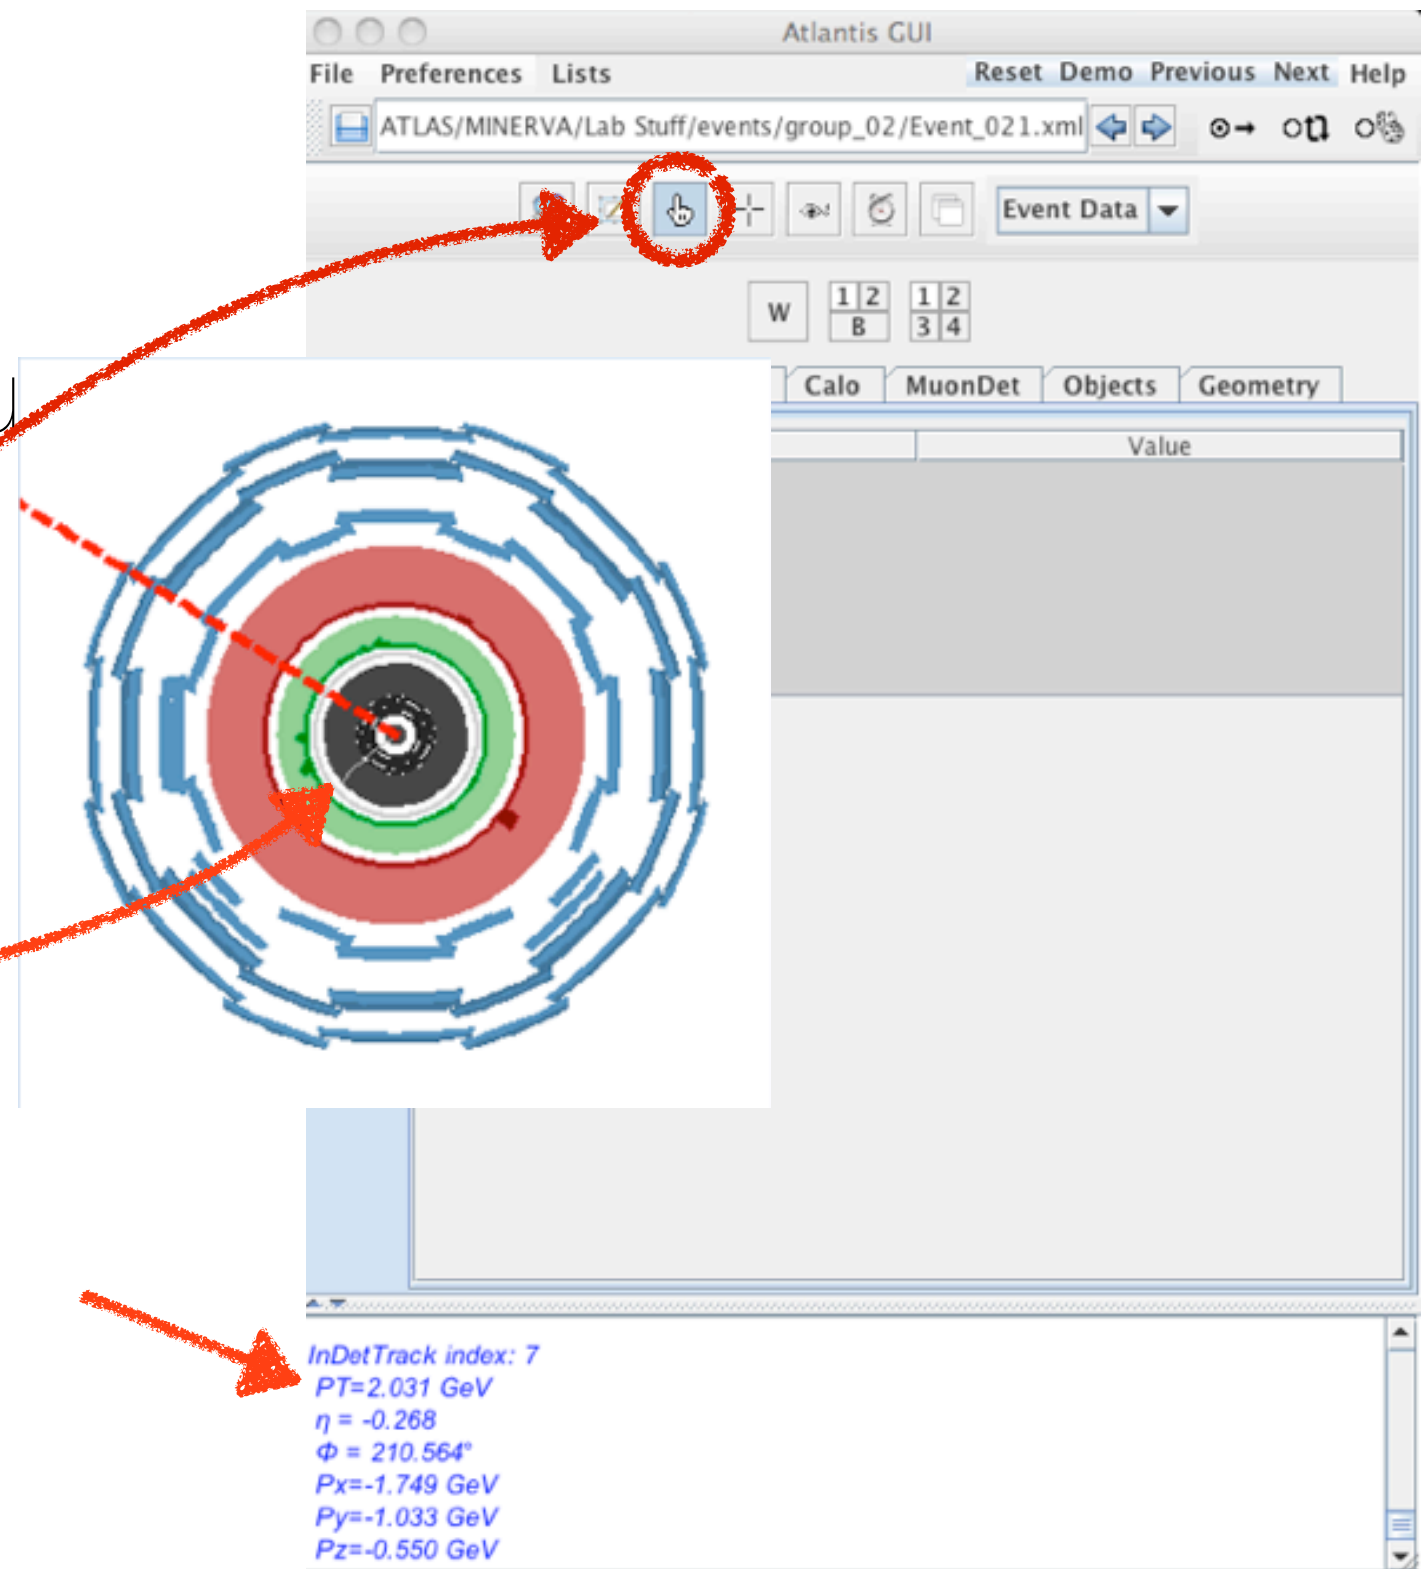 Atlantis GUI
File Preferences Lists Reset Demo Previous Next Help
ATLAS/MINERVA/Lab Stuff/events/group_02/Event_021.xml
Event Data
W 1 2 B 1 2 3 4
Calo MuonDet Objects Geometry
Value
InDetTrack index: 7
PT=2.031 GeV
η = -0.268
Φ = 210.564°
Px=-1.749 GeV
Py=-1.033 GeV
Pz=-0.550 GeV